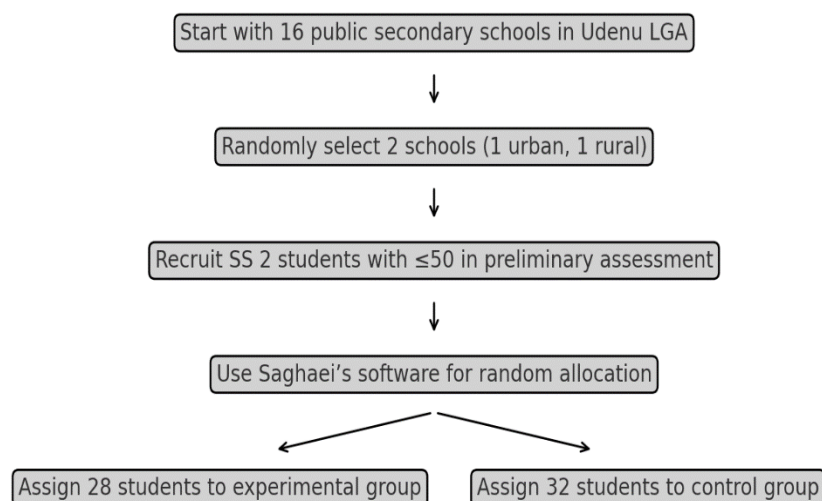 Start with 16 public secondary schools in Udenu LGA
Randomly select 2 schools (1 urban, 1 rural)
Recruit SS 2 students with ≤50 in preliminary assessment
Use Saghaei’s software for random allocation
Assign 28 students to experimental group
Assign 32 students to control group